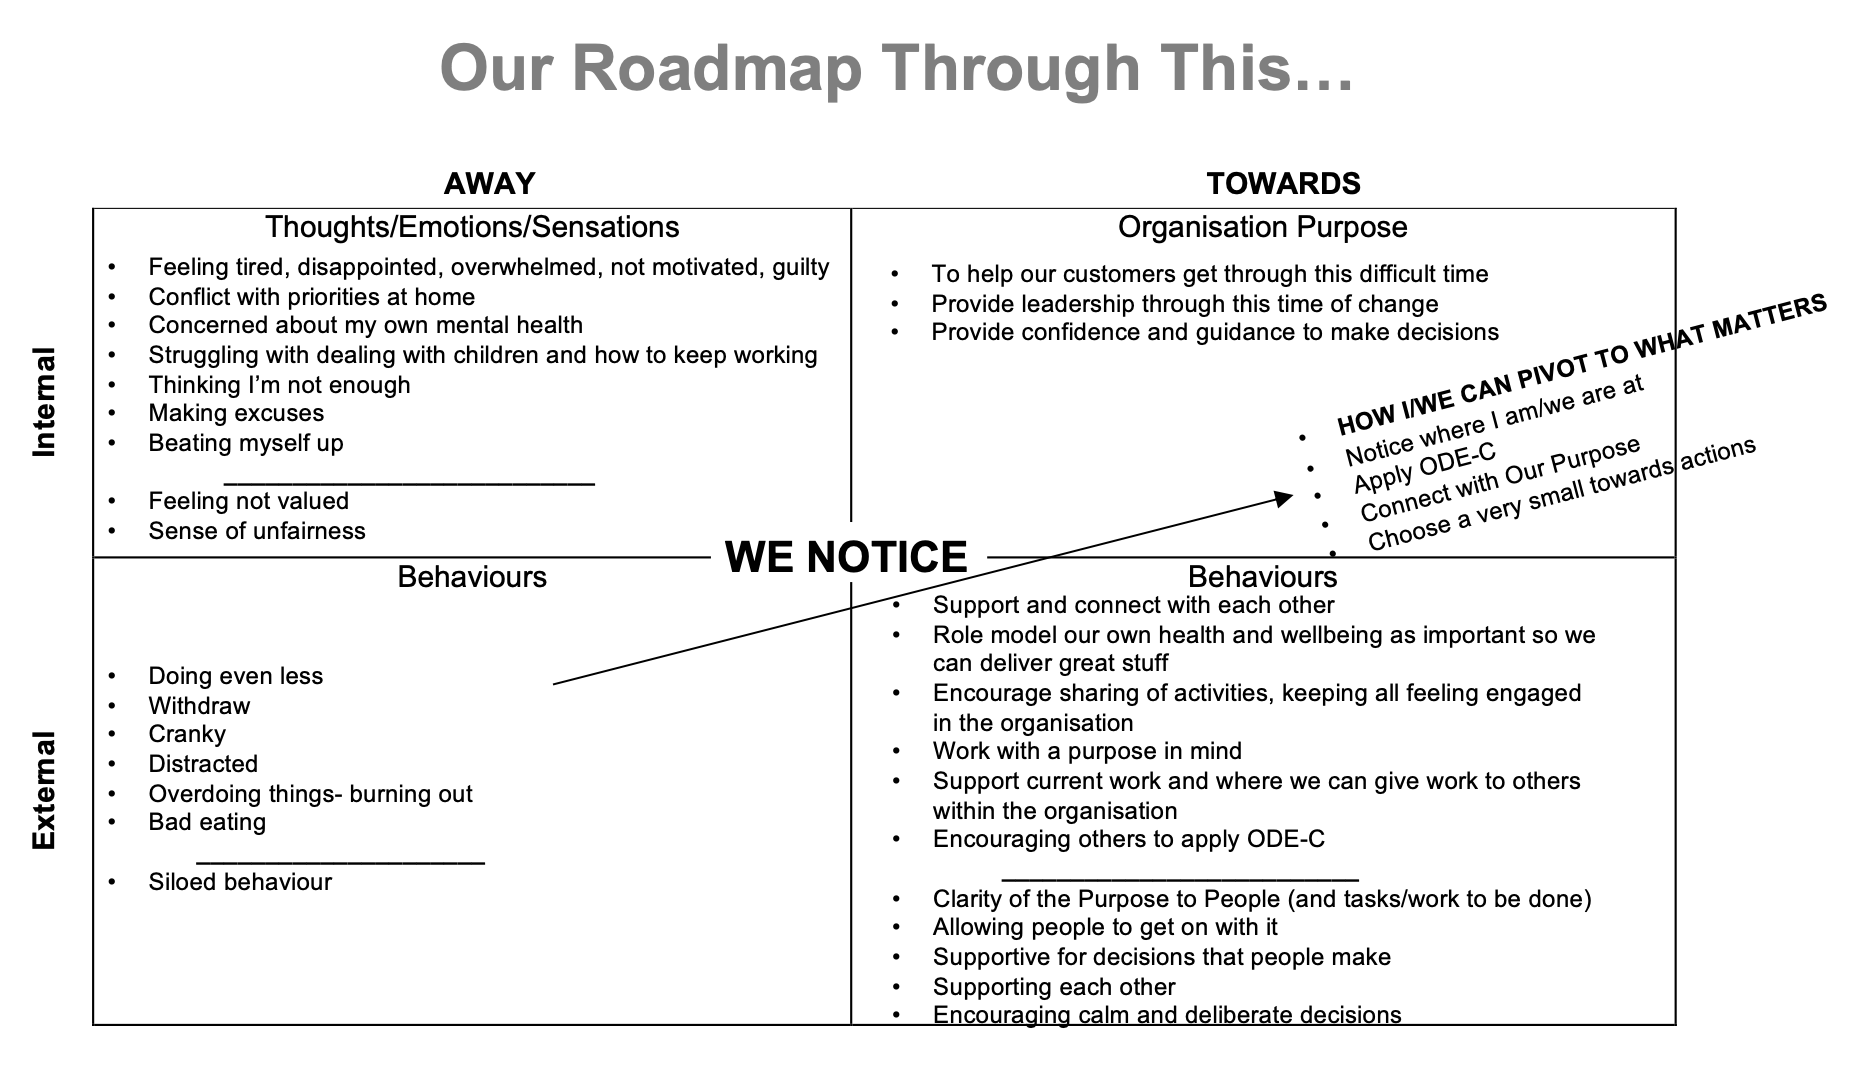 Our Roadmap Through This…
AWAY
TOWARDS
Internal
External
Thoughts/Emotions/Sensations
• Feeling tired, disappointed, overwhelmed, not motivated, guilty
• Conflict with priorities at home
• Concerned about my own mental health
• Struggling with dealing with children and how to keep working
• Thinking I’m not enough
• Making excuses
• Beating myself up
• Feeling not valued
• Sense of unfairness
Organisation Purpose
• To help our customers get through this difficult time
• Provide leadership through this time of change
• Provide confidence and guidance to make decisions
• HOW I/WE CAN PIVOT TO WHAT MATTERS
• Notice where I am/we are at
• Apply ODE-C
• Connect with Our Purpose
• Choose a very small towards actions
WE NOTICE
Behaviours
• Doing even less
• Withdraw
• Cranky
• Distracted
• Overdoing things- burning out
• Bad eating
• Siloed behaviour
Behaviours
• Support and connect with each other
• Role model our own health and wellbeing as important so we
can deliver great stuff
• Encourage sharing of activities, keeping all feeling engaged
in the organisation
• Work with a purpose in mind
• Support current work and where we can give work to others
within the organisation
• Encouraging others to apply ODE-C
• Clarity of the Purpose to People (and tasks/work to be done)
• Allowing people to get on with it
• Supportive for decisions that people make
• Supporting each other
• Encouraging calm and deliberate decisions